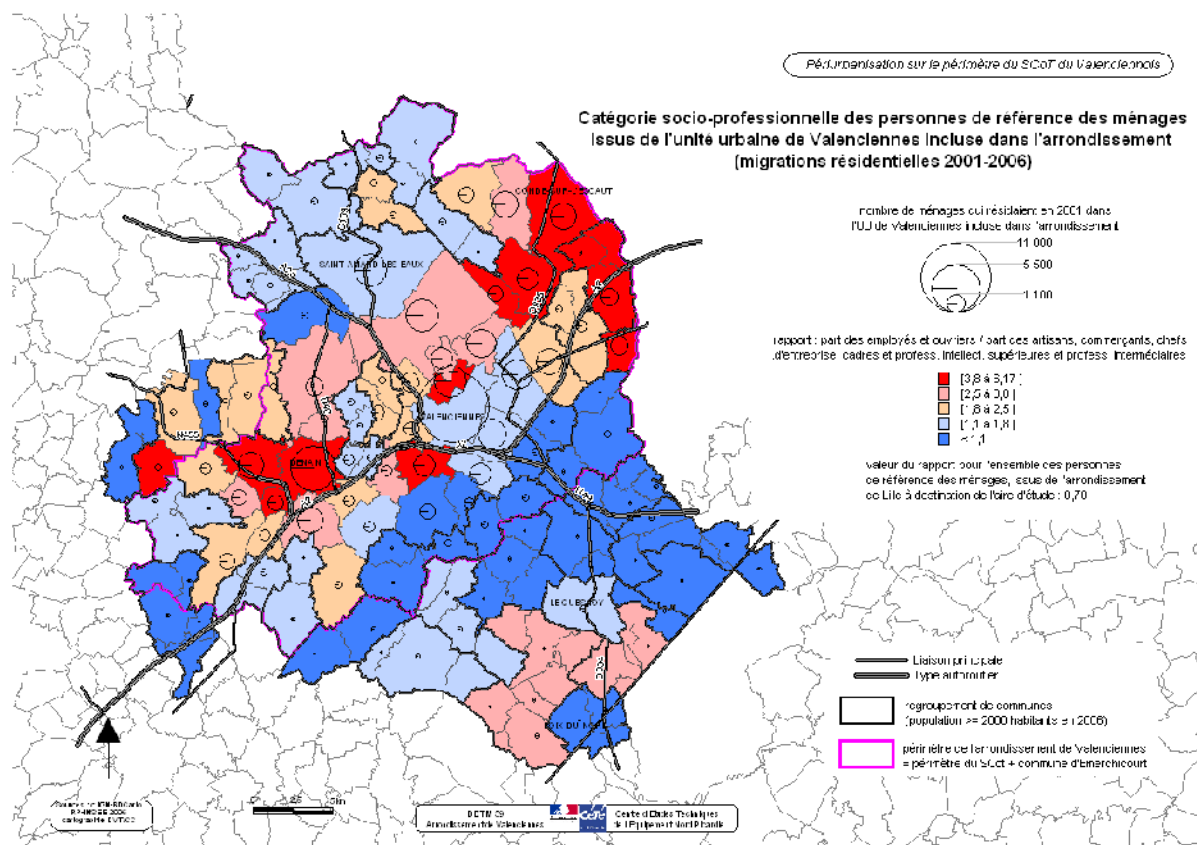 Périurbanisation sur le périmètre du SCoT du Valenciennois
Catégorie socio-professionnelle des personnes de référence des ménages
issus de l'unité urbaine de Valenciennes incluse dans l'arrondissement
(migrations résidentielles 2001-2006)
nombre de ménages qui résidaient en 2001 dans
l'UU de Valenciennes incluse dans l'arrondissement
11 000
5 500
1 100
rapport : part des employés et ouvriers / part des artisans, commerçants, chefs
d'entreprise, cadres et profess. intellect. supérieures et profess. intermédiaires
[3,8 à 6,17 ]
[2,5 à
[1,8 à 2,5 [
[1,1 à 1,8 [
< 1,1
valeur du rapport pour l'ensemble des personnes
de référence des ménages, issus de l'arrondissement
de Lille à destination de l'aire d'étude : 0,70
CONDE-SUR-L'ESCAUT
SAINT-AMAND-LES-EAUX
VALENCIENNES
DENAIN
LE QUESNOY
Liaison principale
Type autoroutier
regroupement de communes
(population >= 2000 habitants en 2006)
périmètre de l'arrondissement de Valenciennes
= périmètre du SCot + commune d'Emerchicourt
5km
Arrondissement de Valenciennes
Centre d'Etudes Techniques
de l'Equipement Nord Picardie